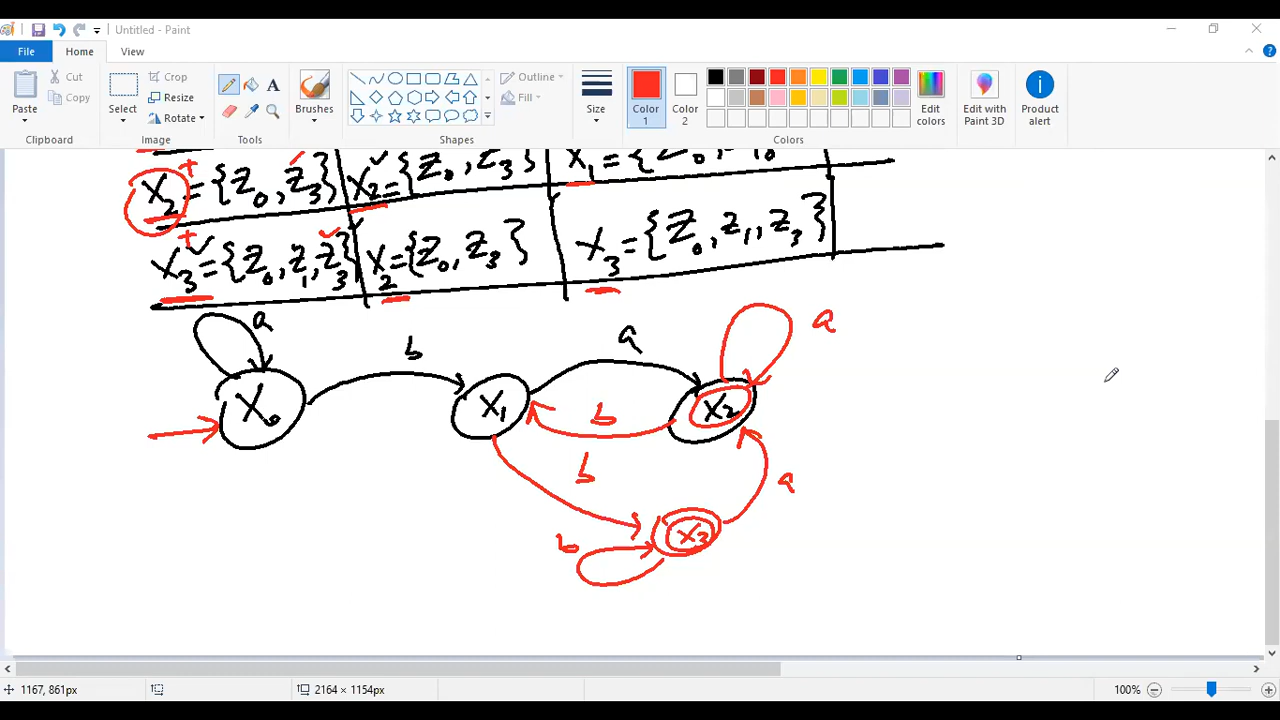 Untitled - Paint
File Home View
Paste Cut Copy Select Crop Resize Rotate Brushes Outline Fill Size Color 1 Color 2 Edit colors Edit with Paint 3D Product alert
Clipboard Image Tools Shapes Colors
X2 + = {Z0, Z3} X2 = {Z0, Z3} X1 = {Z0,
X3 + = {Z0, Z1, Z3} X2 = {Z0, Z3} X3 = {Z0, Z1, Z3}
a b a a
X0 X1 X2
b
b a
X3
b
1167, 861px 2164 × 1154px 100%